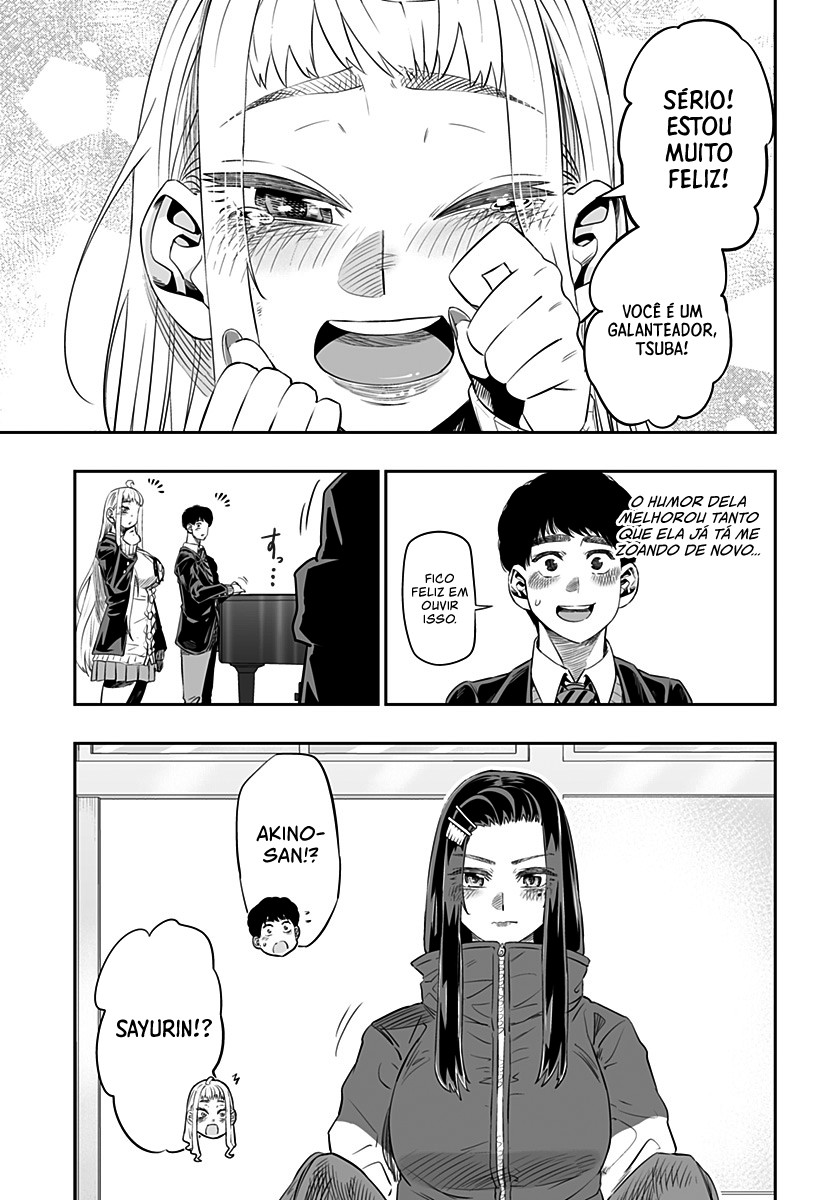 SÉRIO!
ESTOU
MUITO
FELIZ!
VOCÊ É UM
GALANTEADOR,
TSUBA!
O HUMOR DELA
MELHOROU TANTO
QUE ELA JÁ TÁ ME
ZOANDO DE NOVO...
FICO
FELIZ EM
OUVIR
ISSO.
すっ…
AKINO-
SAN!?
SAYURIN!?